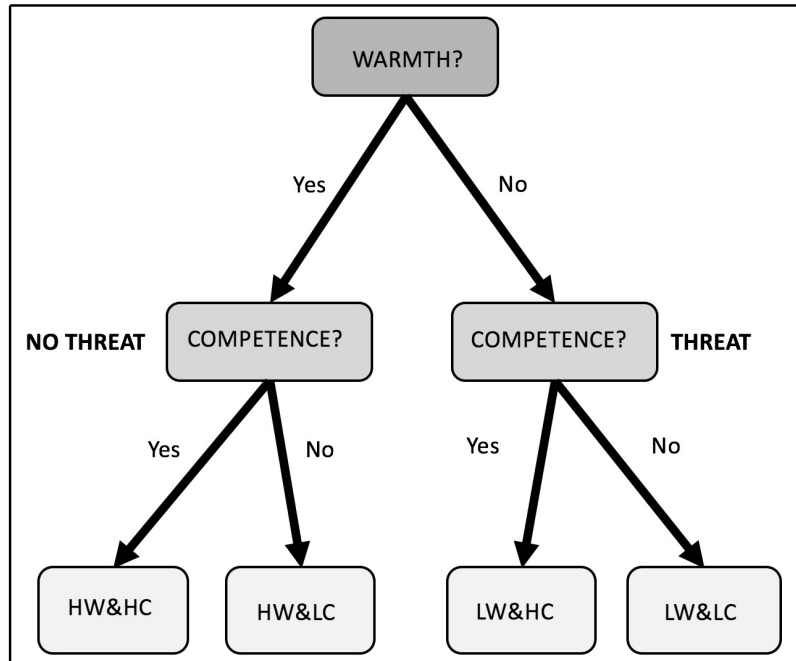 WARMTH?
Yes
No
NO THREAT
COMPETENCE?
COMPETENCE?
THREAT
Yes
No
Yes
No
HW&HC
HW&LC
LW&HC
LW&LC